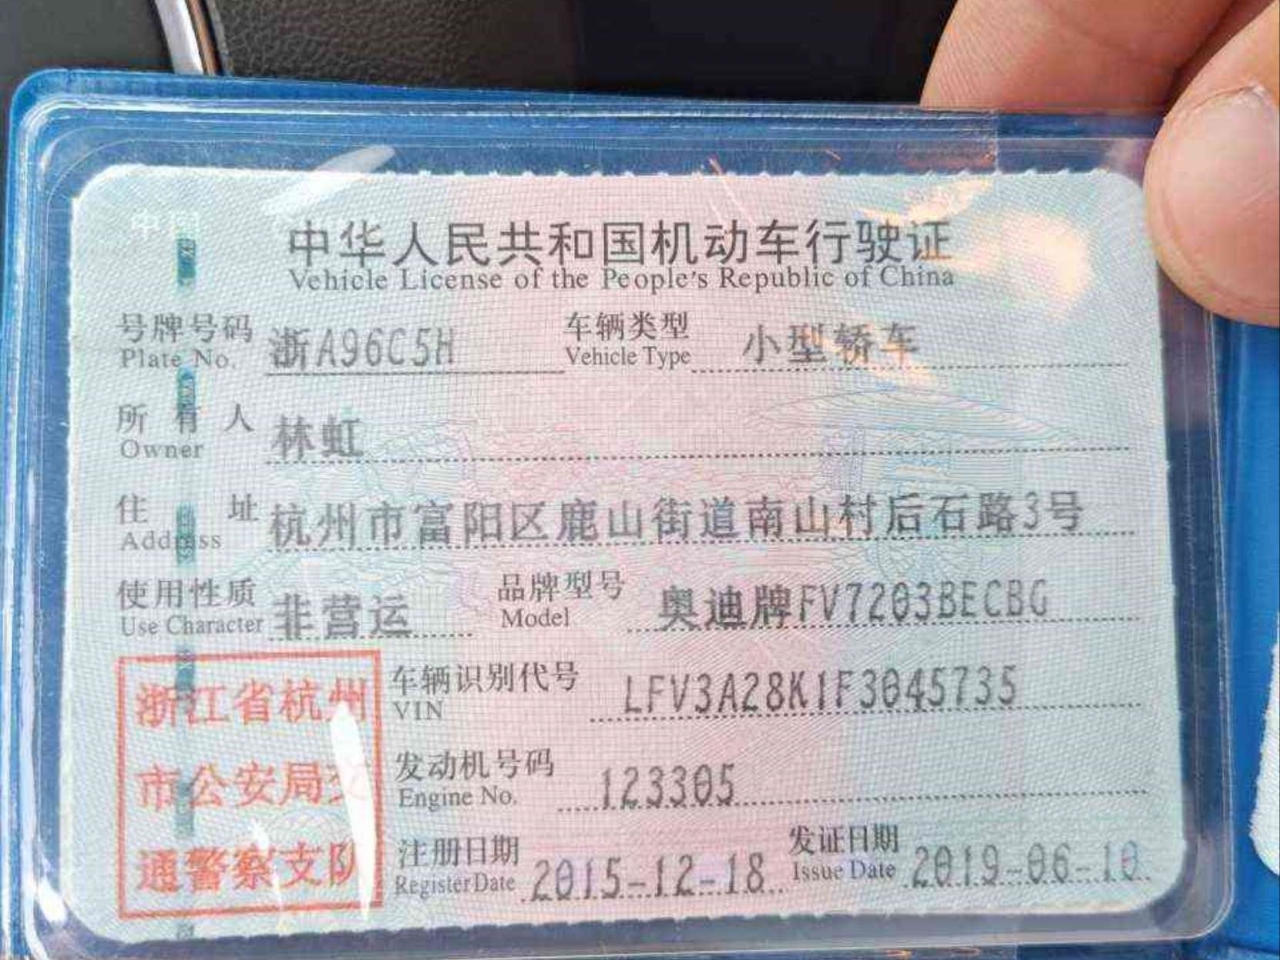 中华人民共和国机动车行驶证
Vehicle License of the People's Republic of China
号牌号码 浙A96C5H 车辆类型 小型轿车
Plate No. Vehicle Type
所有人 林虹
Owner
住址 杭州市富阳区鹿山街道南山村后石路3号
Address
使用性质 非营运 品牌型号 奥迪牌FV7203BECBG
Use Character Model
车辆识别代号 LFV3A28K1F3045735
VIN
发动机号码 123305
Engine No.
注册日期 2015-12-18 发证日期 2019-06-10
Register Date Issue Date
浙江省杭州
市公安局交
通警察支队